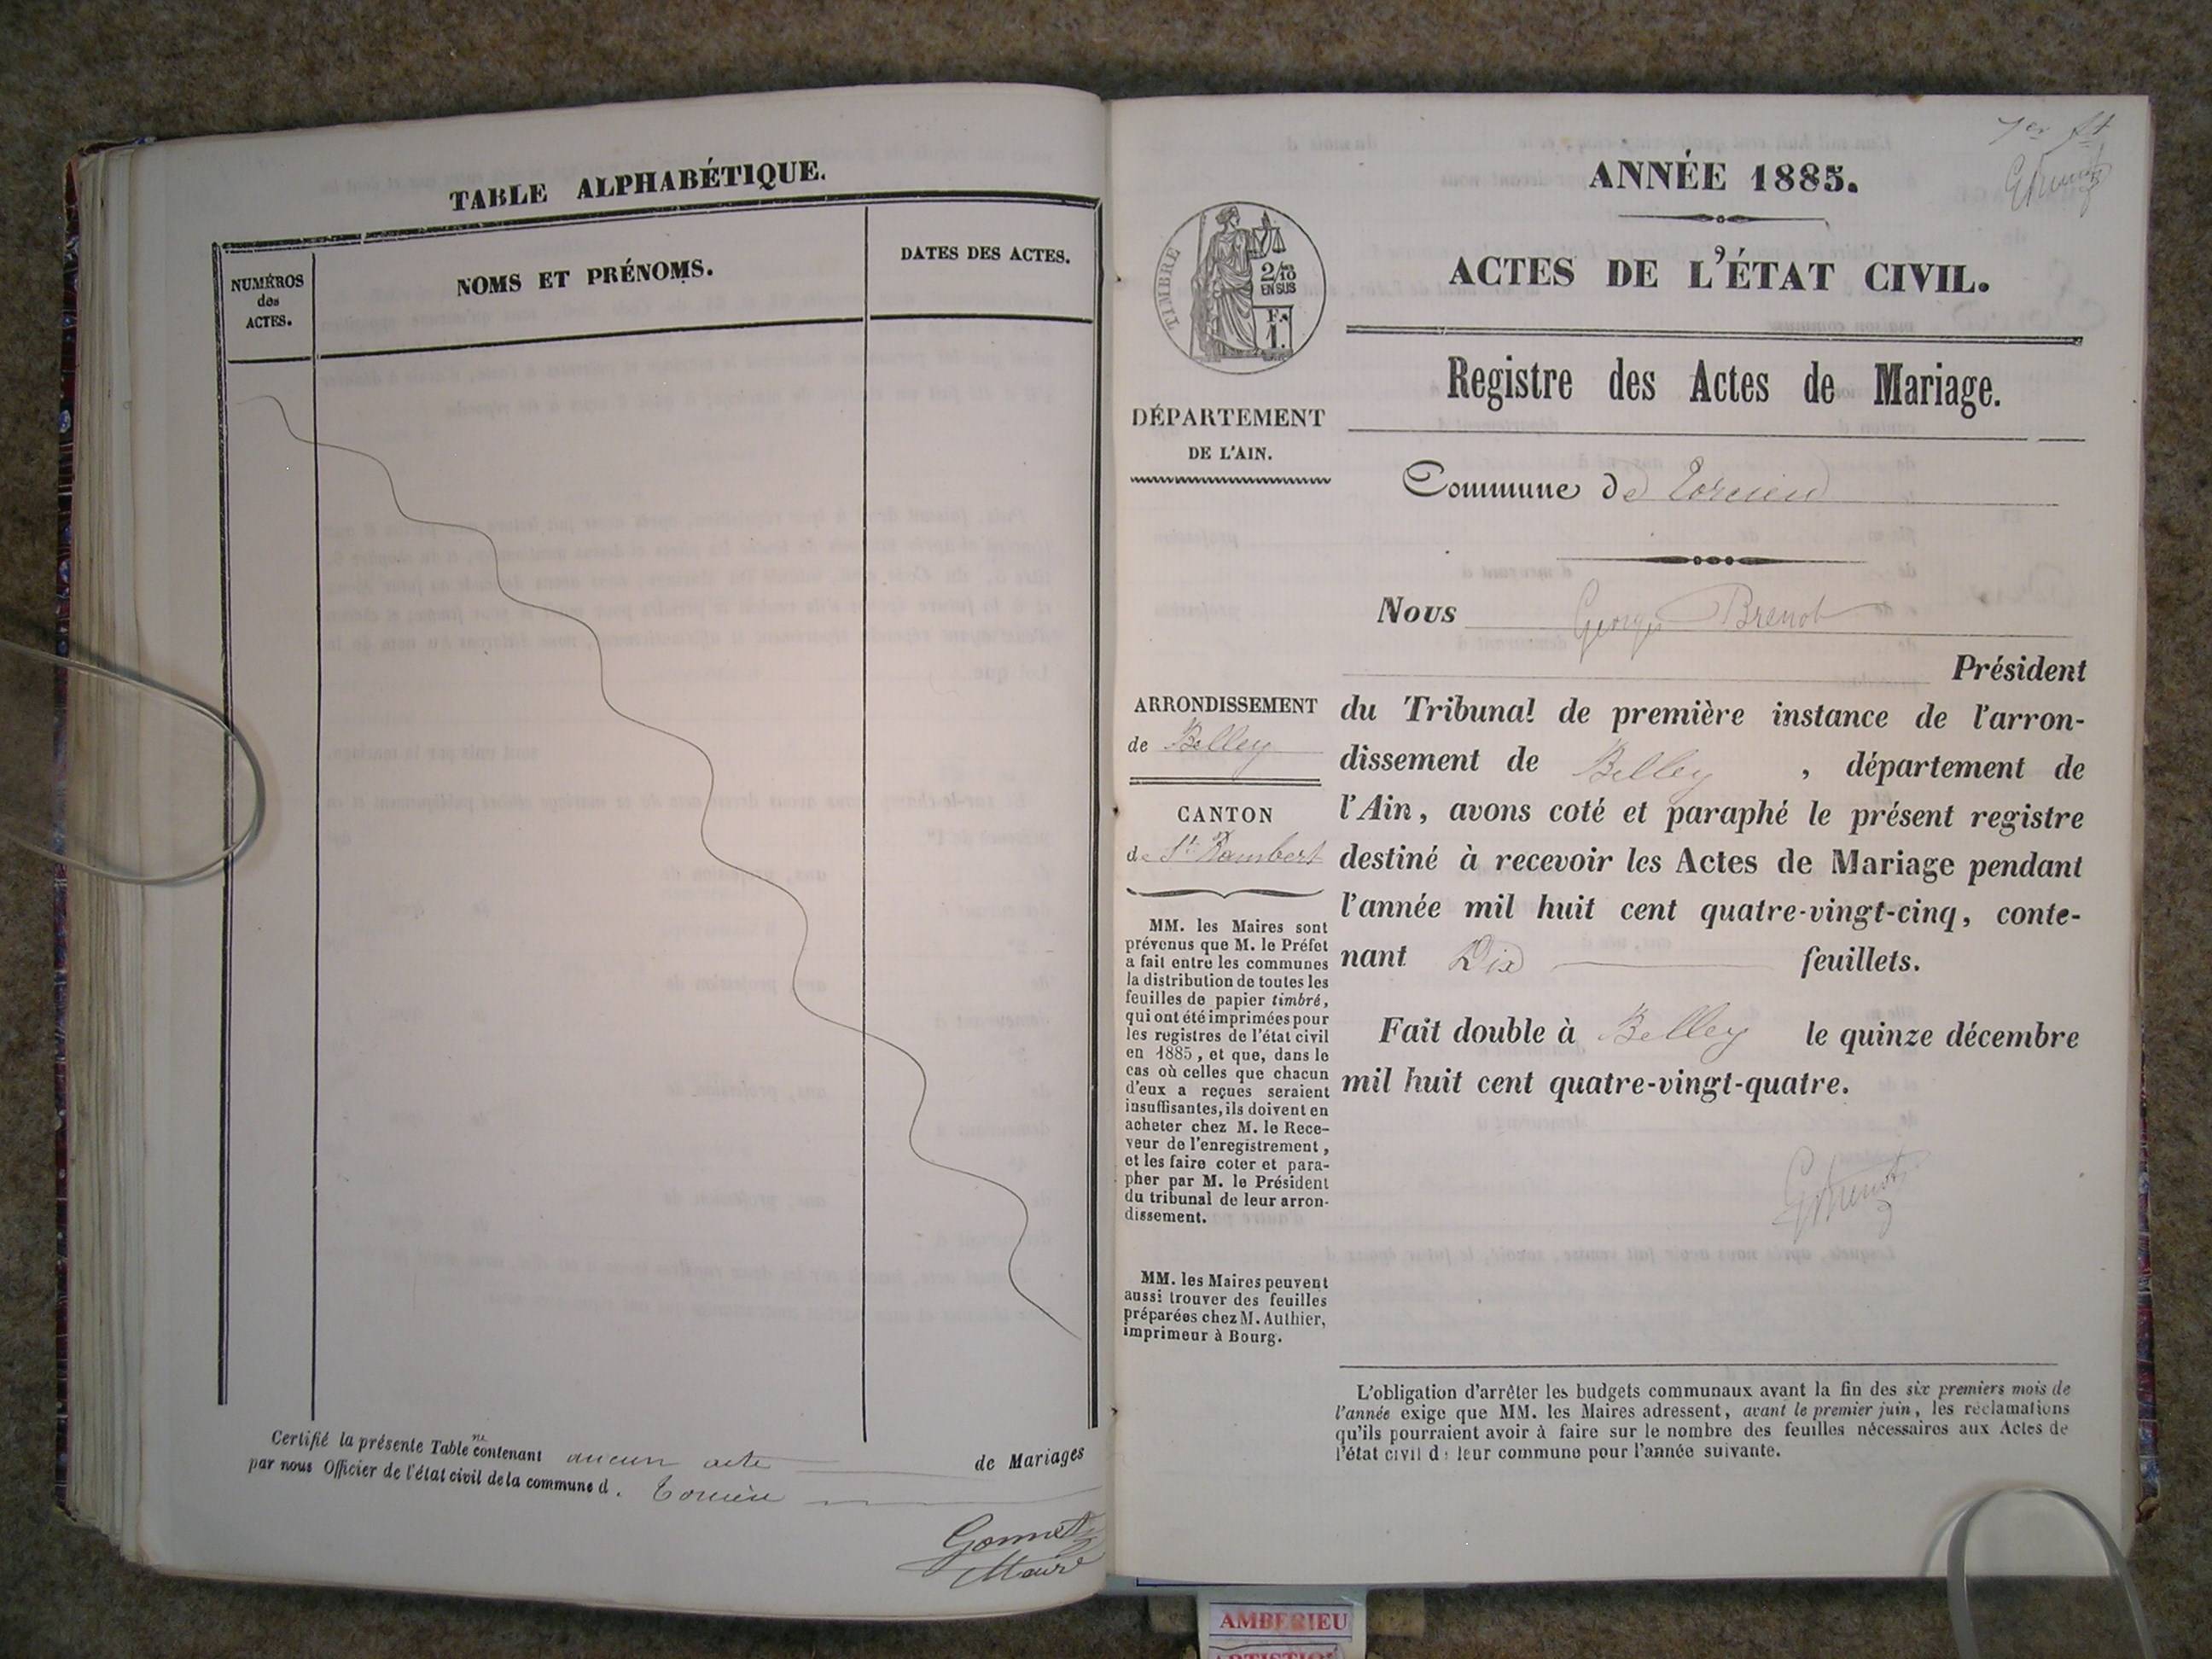 TABLE ALPHABÉTIQUE.
NUMÉROS
des
ACTES.
NOMS ET PRÉNOMS.
DATES DES ACTES.
Certifié la présente Table ne contenant aucun acte de Mariages
par nous Officier de l'état civil de la commune d. Torcieu
Gonnet
Maire
1er ft
GBrenot
ANNÉE 1885.
ACTES DE L'ÉTAT CIVIL.
Registre des Actes de Mariage.
TIMBRE
2/10
EN SUS
1 F.
DÉPARTEMENT
DE L'AIN.
Commune de Torcieu
ARRONDISSEMENT
de Belley
CANTON
de St Rambert
MM. les Maires sont
prévenus que M. le Préfet
a fait entre les communes
la distribution de toutes les
feuilles de papier timbré,
qui ont été imprimées pour
les registres de l'état civil
en 1885, et que, dans le
cas où celles que chacun
d'eux a reçues seraient
insuffisantes, ils doivent en
acheter chez M. le Rece-
veur de l'enregistrement,
et les faire coter et para-
pher par M. le Président
du tribunal de leur arron-
dissement.
MM. les Maires peuvent
aussi trouver des feuilles
préparées chez M. Authier,
imprimeur à Bourg.
Nous Georges Brenot
Président
du Tribunal de première instance de l'arron-
dissement de Belley, département de
l'Ain, avons coté et paraphé le présent registre
destiné à recevoir les Actes de Mariage pendant
l'année mil huit cent quatre-vingt-cinq, conte-
nant Dix feuillets.
Fait double à Belley le quinze décembre
mil huit cent quatre-vingt-quatre.
GBrenot
L'obligation d'arrêter les budgets communaux avant la fin des six premiers mois de
l'année exige que MM. les Maires adressent, avant le premier juin, les réclamations
qu'ils pourraient avoir à faire sur le nombre des feuilles nécessaires aux Actes de
l'état civil de leur commune pour l'année suivante.
AMBERIEU